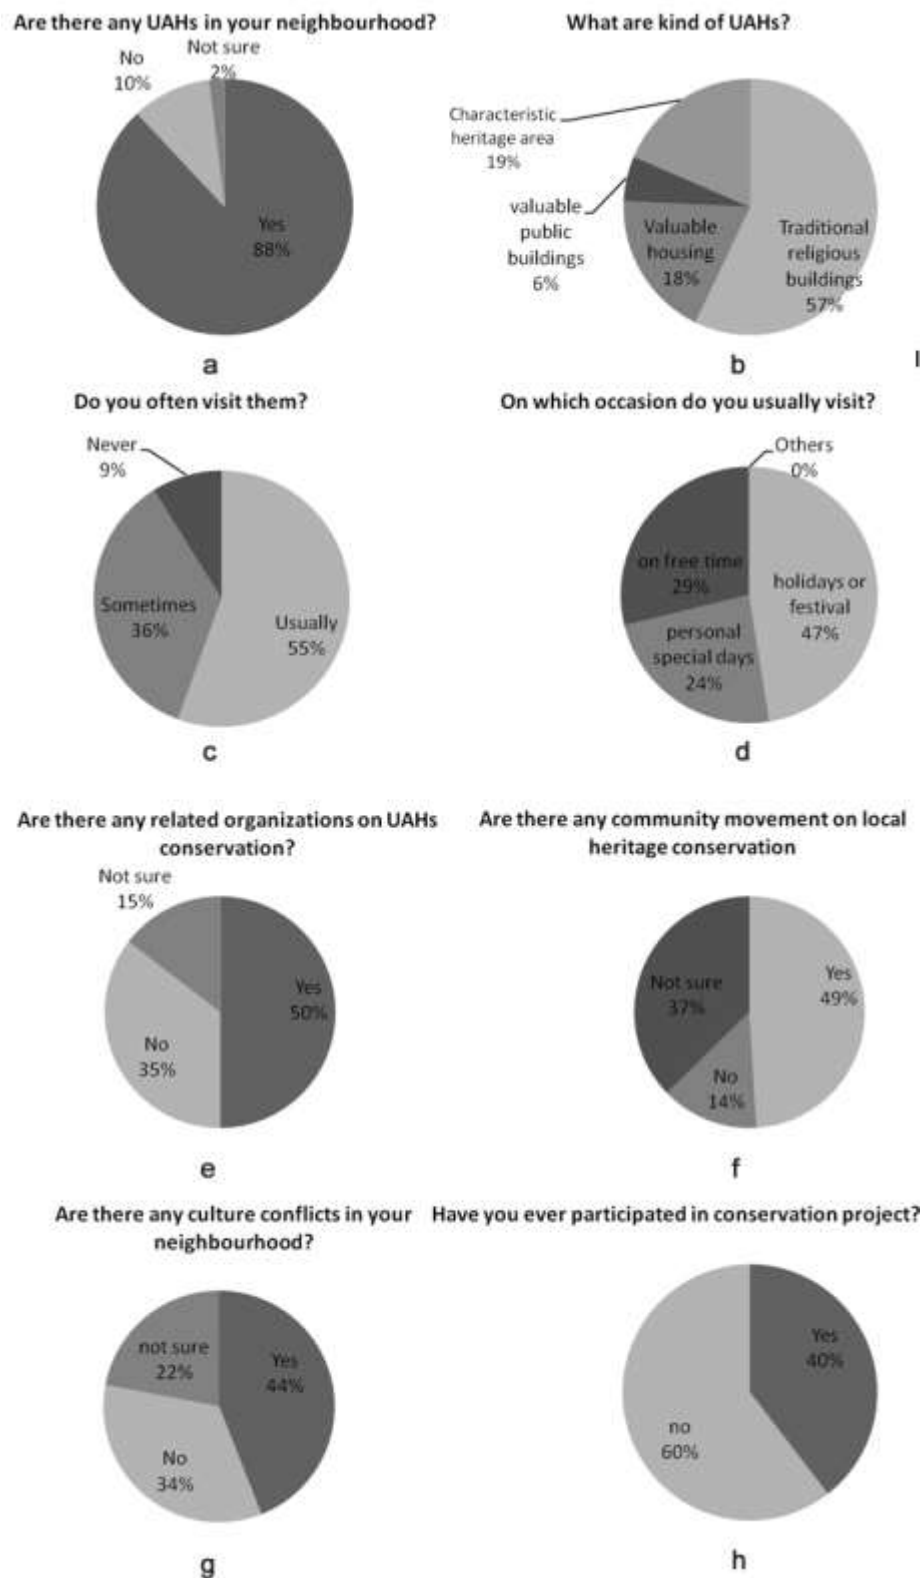 Are there any UAHs in your neighbourhood?
No
10%
Not sure
2%
Yes
88%
a
What are kind of UAHs?
Characteristic
heritage area
19%
valuable
public
buildings
6%
Valuable
housing
18%
Traditional
religious
buildings
57%
b
Do you often visit them?
Never
9%
Sometimes
36%
Usually
55%
c
On which occasion do you usually visit?
Others
0%
on free time
29%
holidays or
festival
47%
personal
special days
24%
d
Are there any related organizations on UAHs
conservation?
Not sure
15%
Yes
50%
No
35%
e
Are there any community movement on local
heritage conservation
Not sure
37%
Yes
49%
No
14%
f
Are there any culture conflicts in your
neighbourhood?
not sure
22%
Yes
44%
No
34%
g
Have you ever participated in conservation project?
Yes
40%
no
60%
h